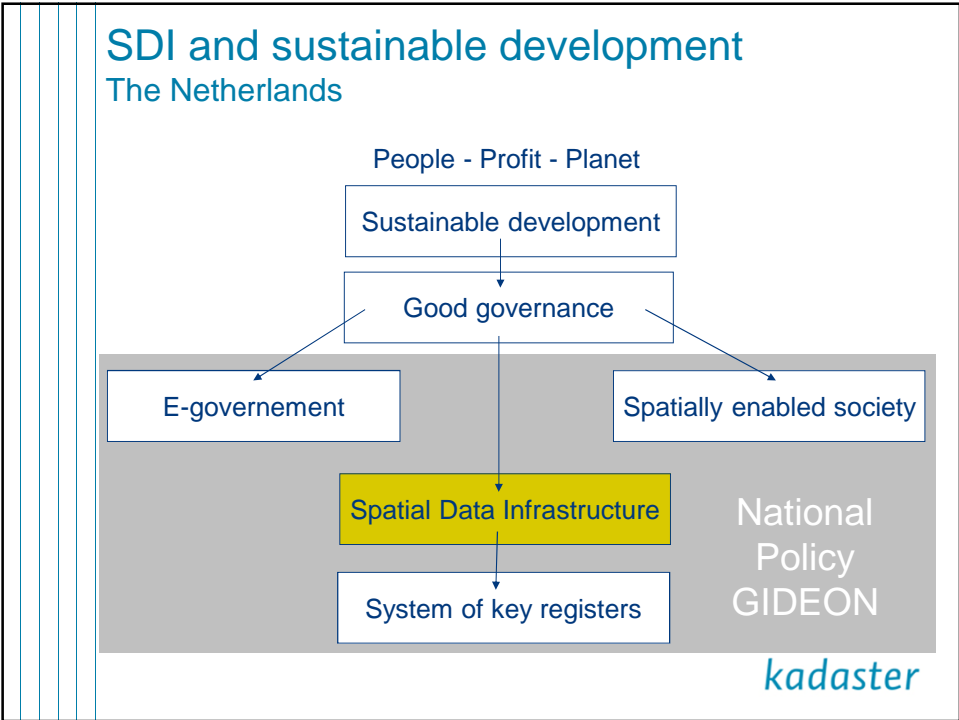 SDI and sustainable development
The Netherlands
People - Profit - Planet
Sustainable development
Good governance
E-governement
Spatially enabled society
Spatial Data Infrastructure
National
Policy
GIDEON
System of key registers
kadaster